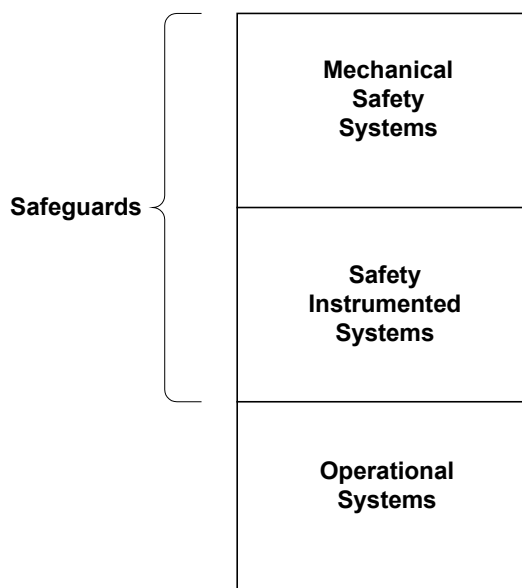 Mechanical
Safety
Systems
Safeguards
Safety
Instrumented
Systems
Operational
Systems